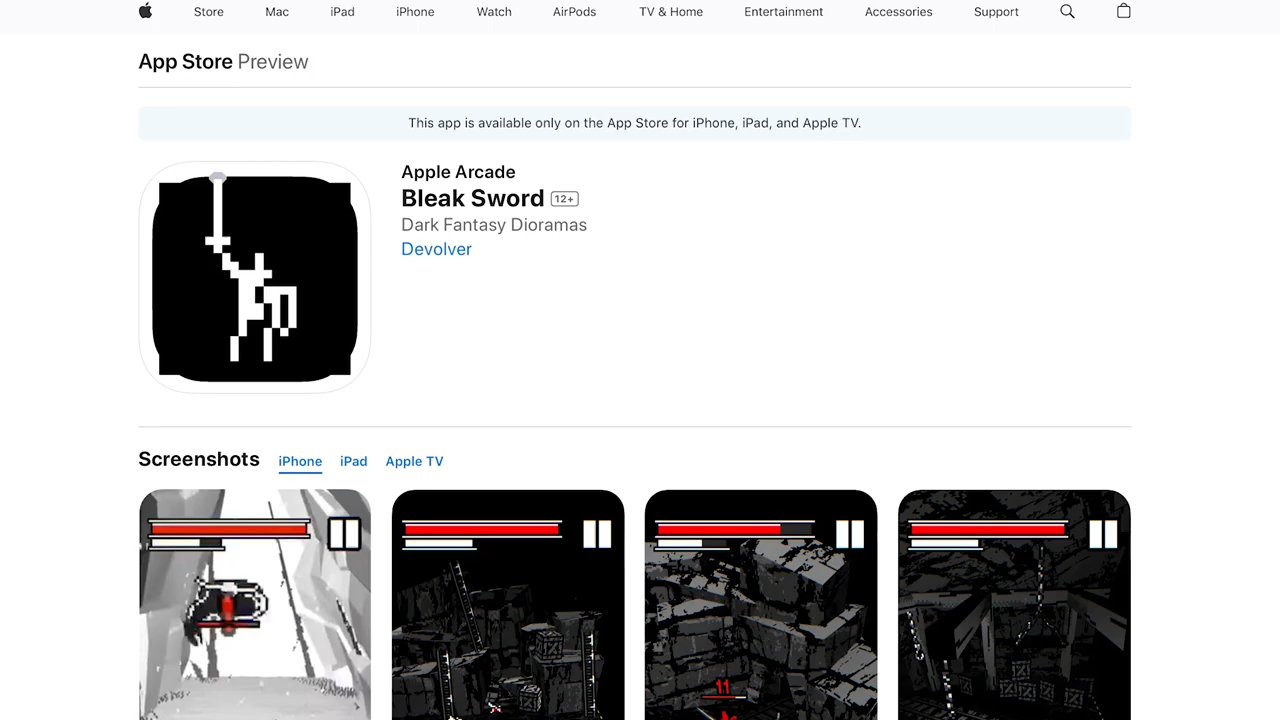 Store Mac iPad iPhone Watch AirPods TV & Home Entertainment Accessories Support
App Store Preview
This app is available only on the App Store for iPhone, iPad, and Apple TV.
Apple Arcade
Bleak Sword 12+
Dark Fantasy Dioramas
Devolver
Screenshots iPhone iPad Apple TV
11